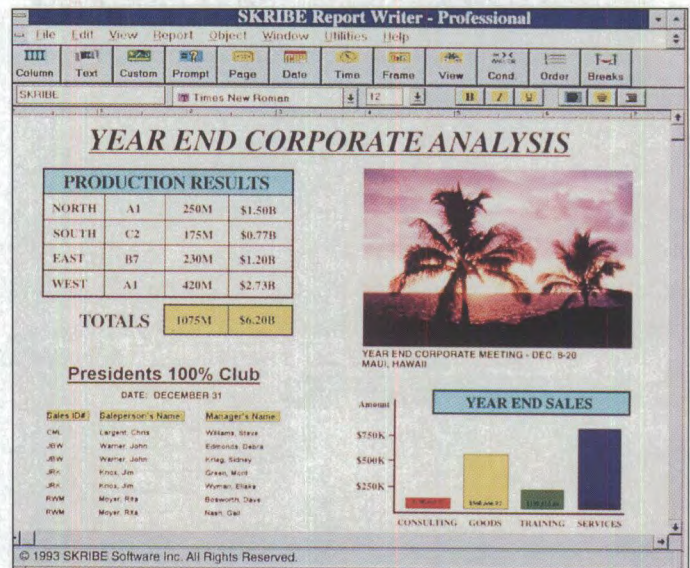 SKRIBE Report Writer - Professional
File Edit View Report Object Window Utilities Help
Column Text Custom Prompt Page Date Time Frame View Cond. Order Breaks
SKRIBE Times New Roman 12 B I U
YEAR END CORPORATE ANALYSIS
PRODUCTION RESULTS
NORTH A1 250M $1.50B
SOUTH C2 175M $0.77B
EAST B7 230M $1.20B
WEST A1 420M $2.73B
TOTALS 1075M $6.20B
YEAR END CORPORATE MEETING - DEC. 5-20
MAUI, HAWAII
Presidents 100% Club
DATE: DECEMBER 31
Sales ID# Saleperson's Name Manager's Name
CML Largent, Chris Williams, Steve
JBW Warner, John Edmonds, Debra
JBW Warner, John Krieg, Sidney
JRK Knox, Jim Green, Mont
JRK Knox, Jim Wyman, Eliaka
RWM Moyer, Rita Bosworth, Dave
RWM Moyer, Rita Nash, Gail
Amount YEAR END SALES
$750K
$500K
$250K
CONSULTING GOODS TRAINING SERVICES
© 1993 SKRIBE Software Inc. All Rights Reserved.